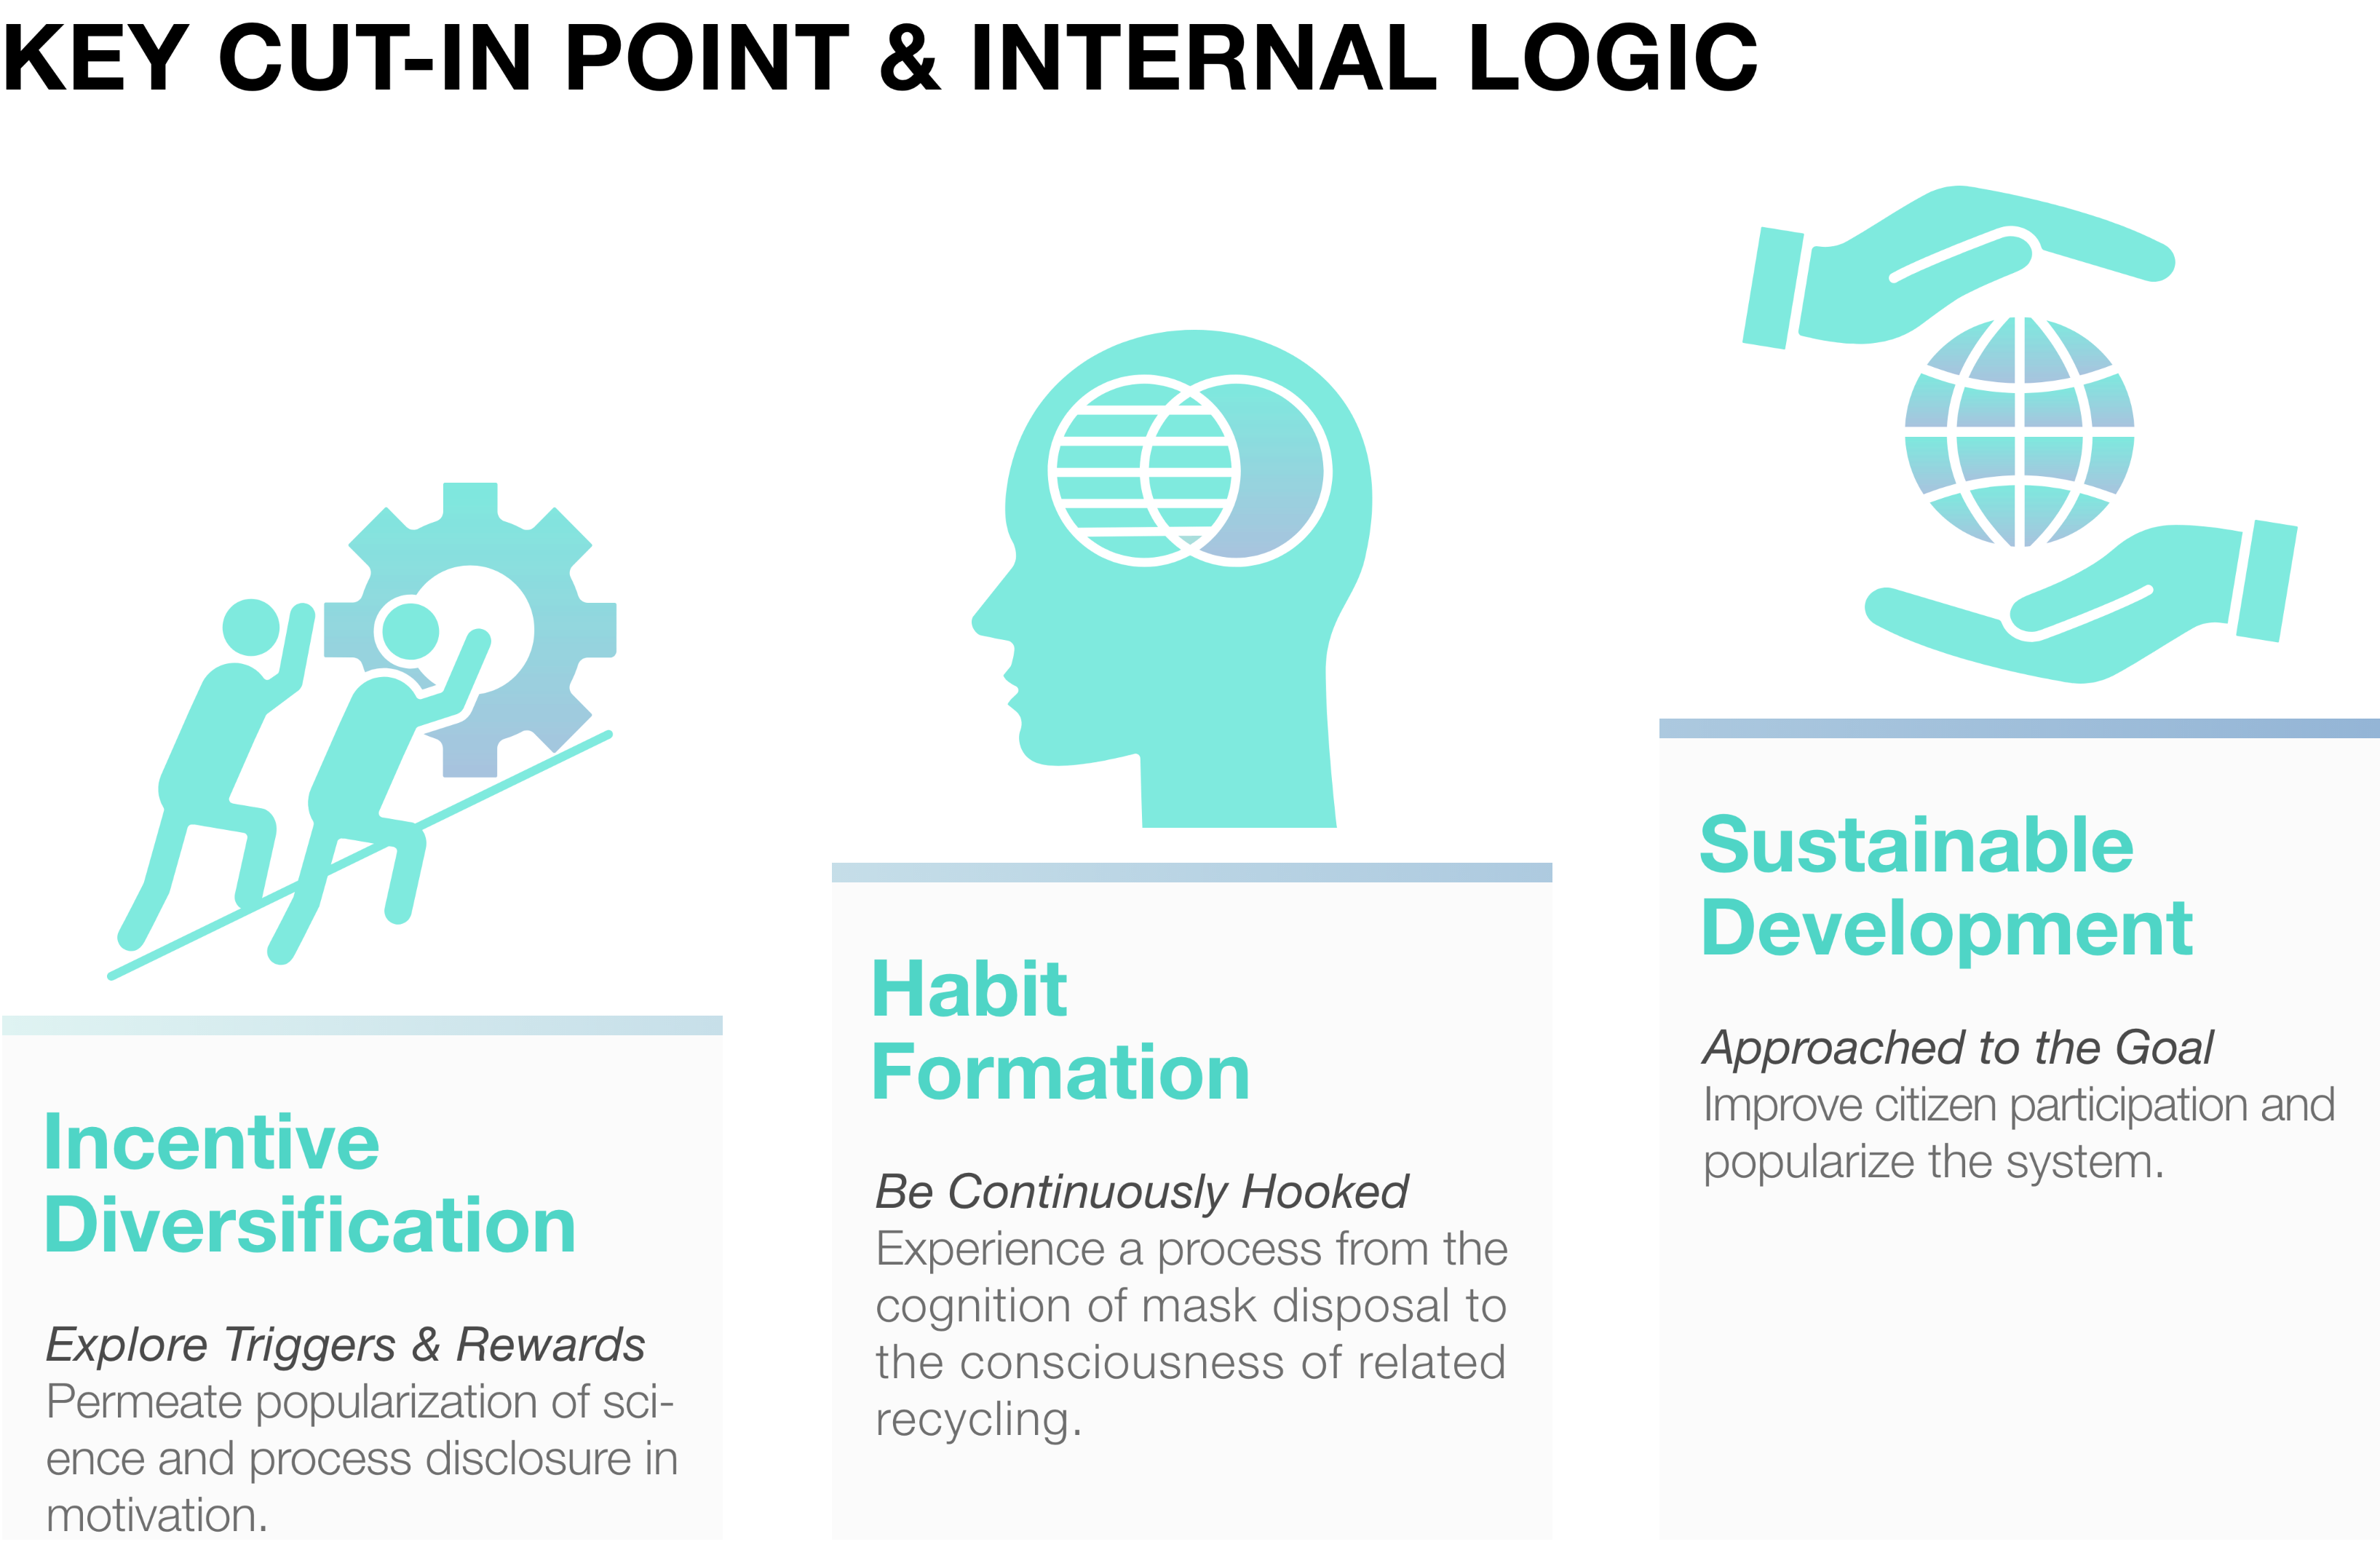 KEY CUT-IN POINT & INTERNAL LOGIC
Incentive
Diversification
Explore Triggers & Rewards
Permeate popularization of sci-
ence and process disclosure in
motivation.
Habit
Formation
Be Continuously Hooked
Experience a process from the
cognition of mask disposal to
the consciousness of related
recycling.
Sustainable
Development
Approached to the Goal
Improve citizen participation and
popularize the system.